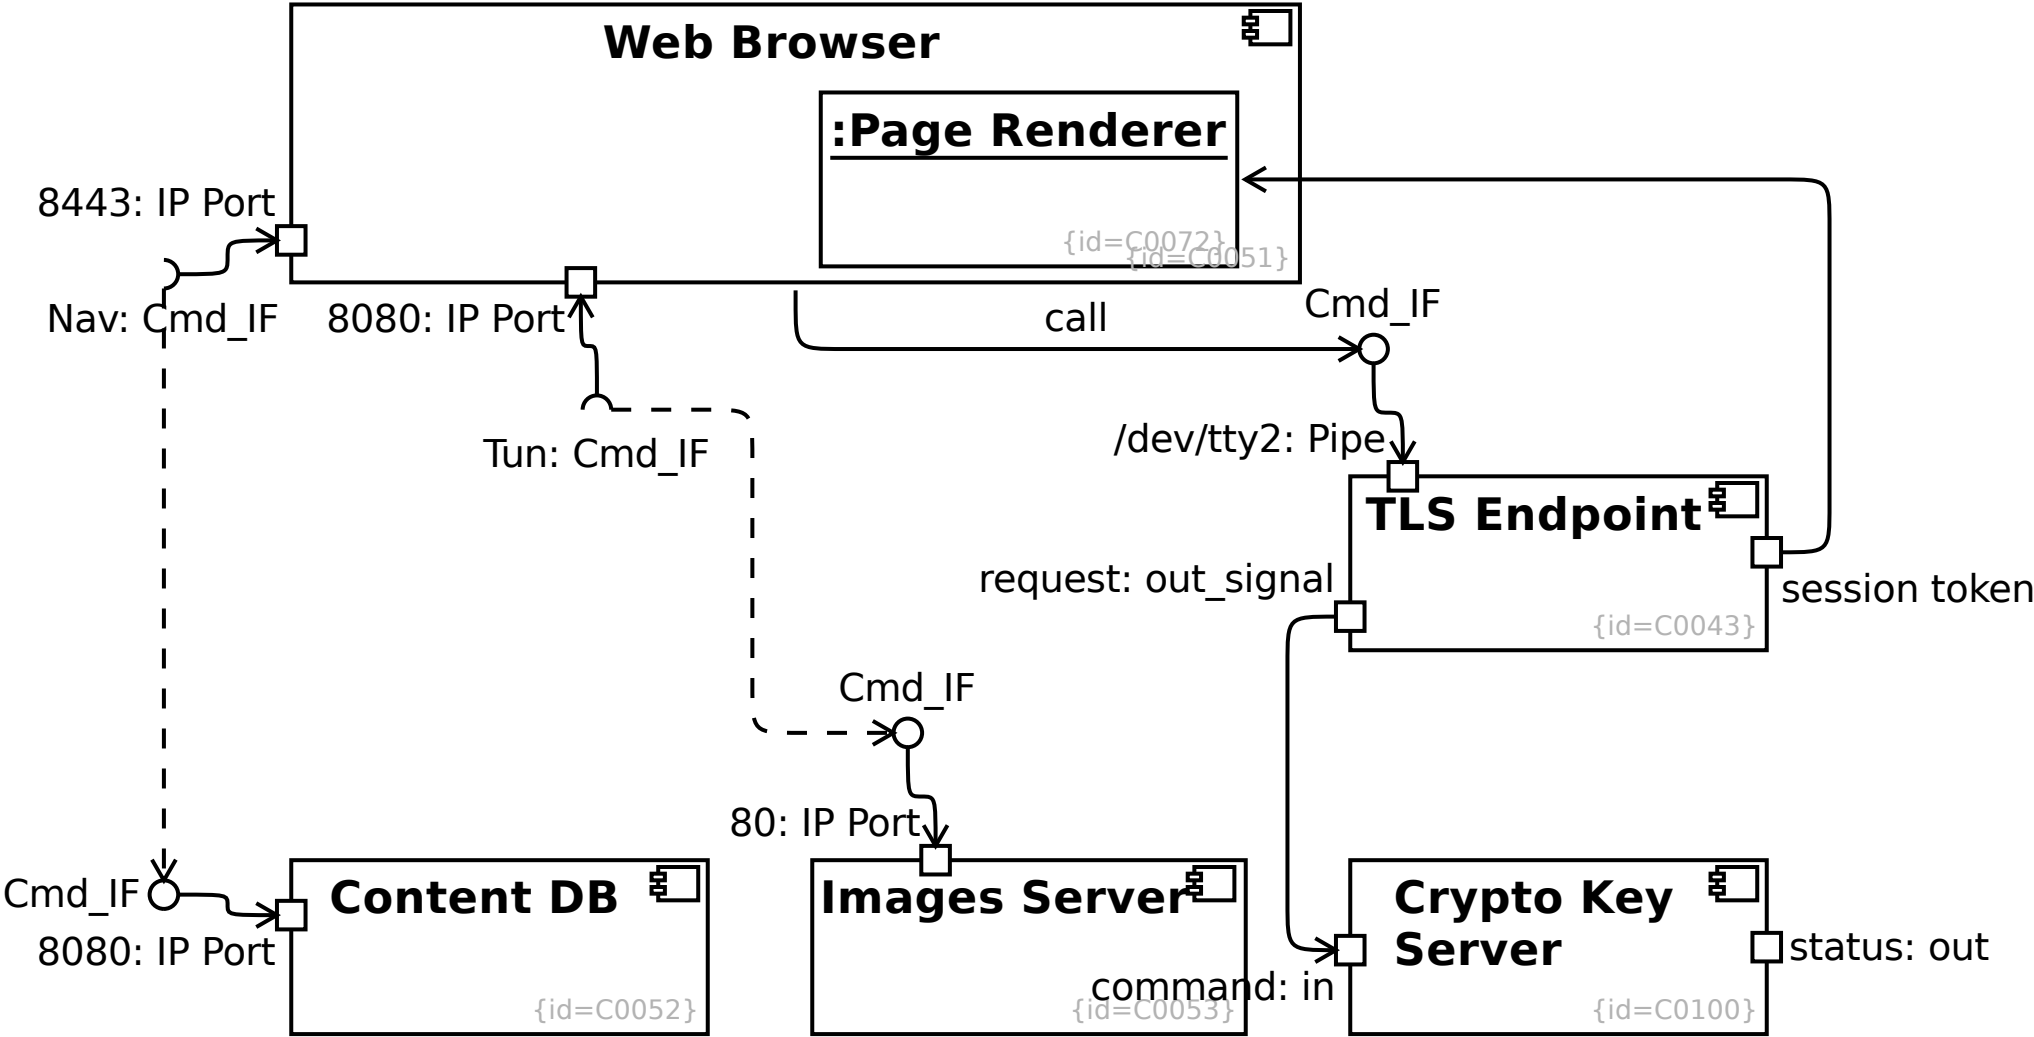 Web Browser
:Page Renderer
8443: IP Port
{id=C0072}
{id=C0051}
Nav: Cmd_IF
8080: IP Port
call
Cmd_IF
/dev/tty2: Pipe
Tun: Cmd_IF
TLS Endpoint
request: out_signal
session token
{id=C0043}
Cmd_IF
80: IP Port
Cmd_IF
Content DB
Images Server
Crypto Key
Server
8080: IP Port
status: out
command: in
{id=C0052}
{id=C0053}
{id=C0100}